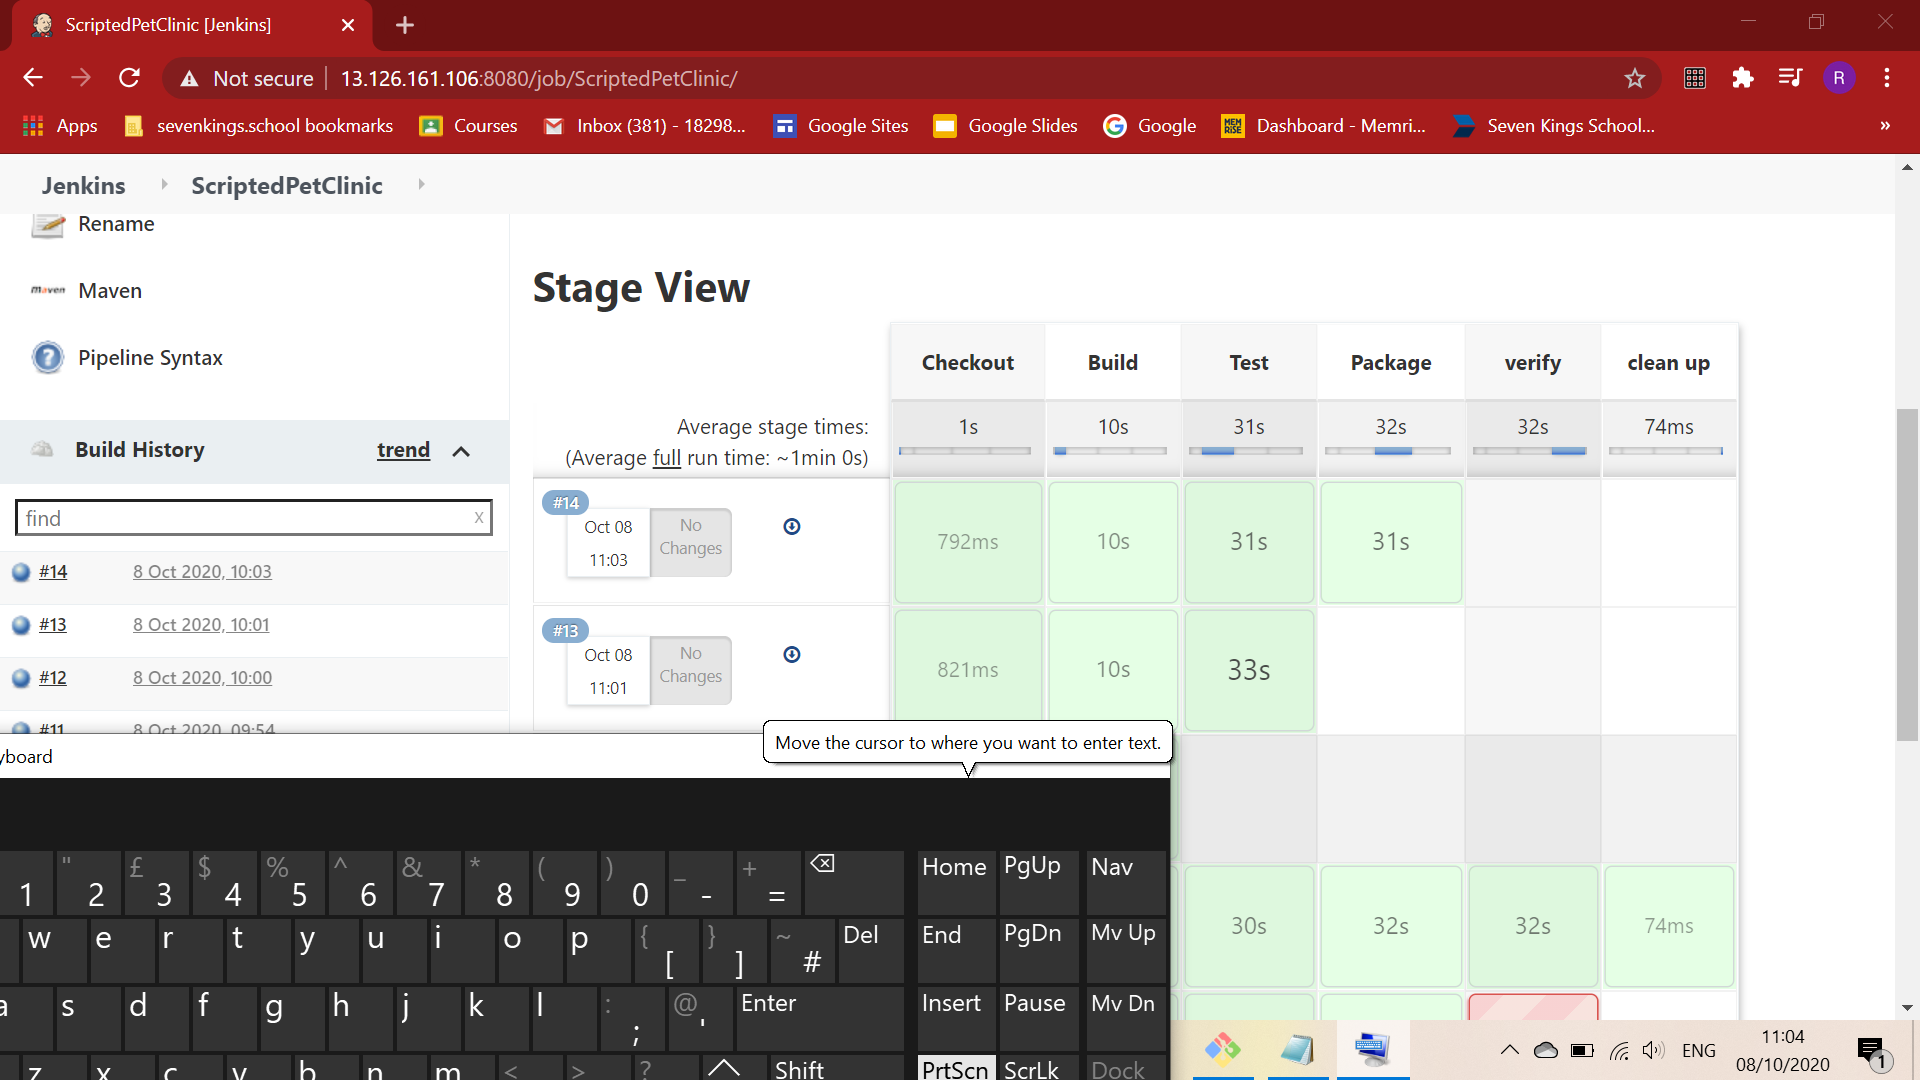 ScriptedPetClinic [Jenkins]
Not secure 13.126.161.106:8080/job/ScriptedPetClinic/
R
Apps sevenkings.school bookmarks Courses Inbox (381) - 18298... Google Sites Google Slides Google Dashboard - Memri... Seven Kings School... »
Jenkins ScriptedPetClinic
Rename
Maven
Pipeline Syntax
Build History trend
find x
#14 8 Oct 2020, 10:03
#13 8 Oct 2020, 10:01
#12 8 Oct 2020, 10:00
#11 8 Oct 2020, 09:54
Stage View
Checkout Build Test Package verify clean up
Average stage times: 1s 10s 31s 32s 32s 74ms
(Average full run time: ~1min 0s)
#14
Oct 08
11:03
No
Changes
792ms 10s 31s 31s
#13
Oct 08
11:01
No
Changes
821ms 10s 33s
30s 32s 32s 74ms
Move the cursor to where you want to enter text.
yboard
1 " 2 £ 3 $ 4 % 5 ^ 6 & 7 * 8 ( 9 ) 0 _ - + = Home PgUp Nav
w e r t y u i o p { [ } ] ~ # Del End PgDn Mv Up
a s d f g h j k l : ; @ ' Enter Insert Pause Mv Dn
z x c v b n m < > ? Shift PrtScn ScrLk Dock
ENG
11:04
08/10/2020
1